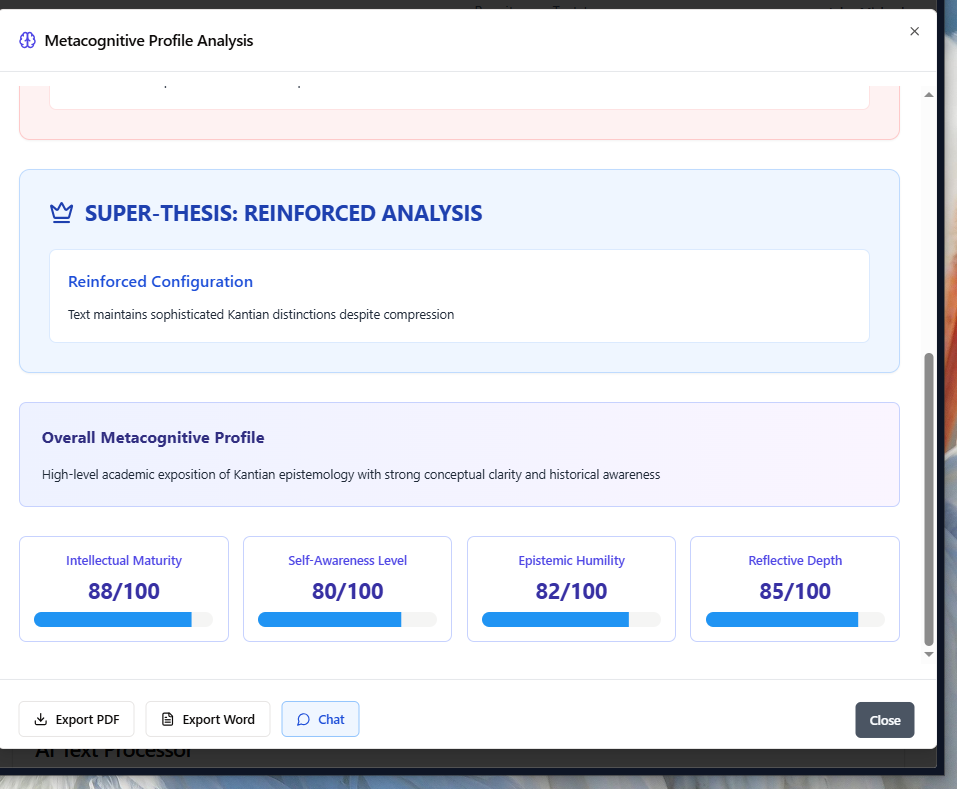 Metacognitive Profile Analysis
SUPER-THESIS: REINFORCED ANALYSIS
Reinforced Configuration
Text maintains sophisticated Kantian distinctions despite compression
Overall Metacognitive Profile
High-level academic exposition of Kantian epistemology with strong conceptual clarity and historical awareness
Intellectual Maturity
88/100
Self-Awareness Level
80/100
Epistemic Humility
82/100
Reflective Depth
85/100
Export PDF
Export Word
Chat
Close
AI Text Processor